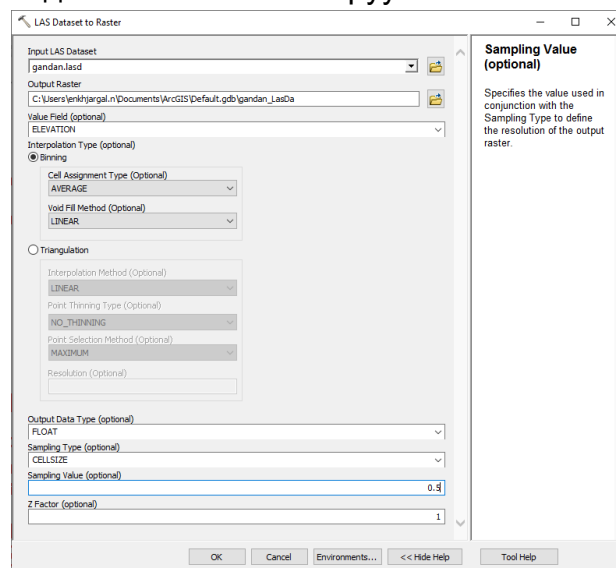 LAS Dataset to Raster
Input LAS Dataset
gandan.lasd
Output Raster
C:\Users\enkhjargal.n\Documents\ArcGIS\Default.gdb\gandan_LasDa
Value Field (optional)
ELEVATION
Interpolation Type (optional)
Binning
Cell Assignment Type (Optional)
AVERAGE
Void Fill Method (Optional)
LINEAR
Triangulation
Interpolation Method (Optional)
LINEAR
Point Thinning Type (Optional)
NO_THINNING
Point Selection Method (Optional)
MAXIMUM
Resolution (Optional)
Output Data Type (optional)
FLOAT
Sampling Type (optional)
CELLSIZE
Sampling Value (optional)
0.5
Z Factor (optional)
1
OK Cancel Environments... << Hide Help Tool Help
Sampling Value
(optional)
Specifies the value used in
conjunction with the
Sampling Type to define
the resolution of the output
raster.